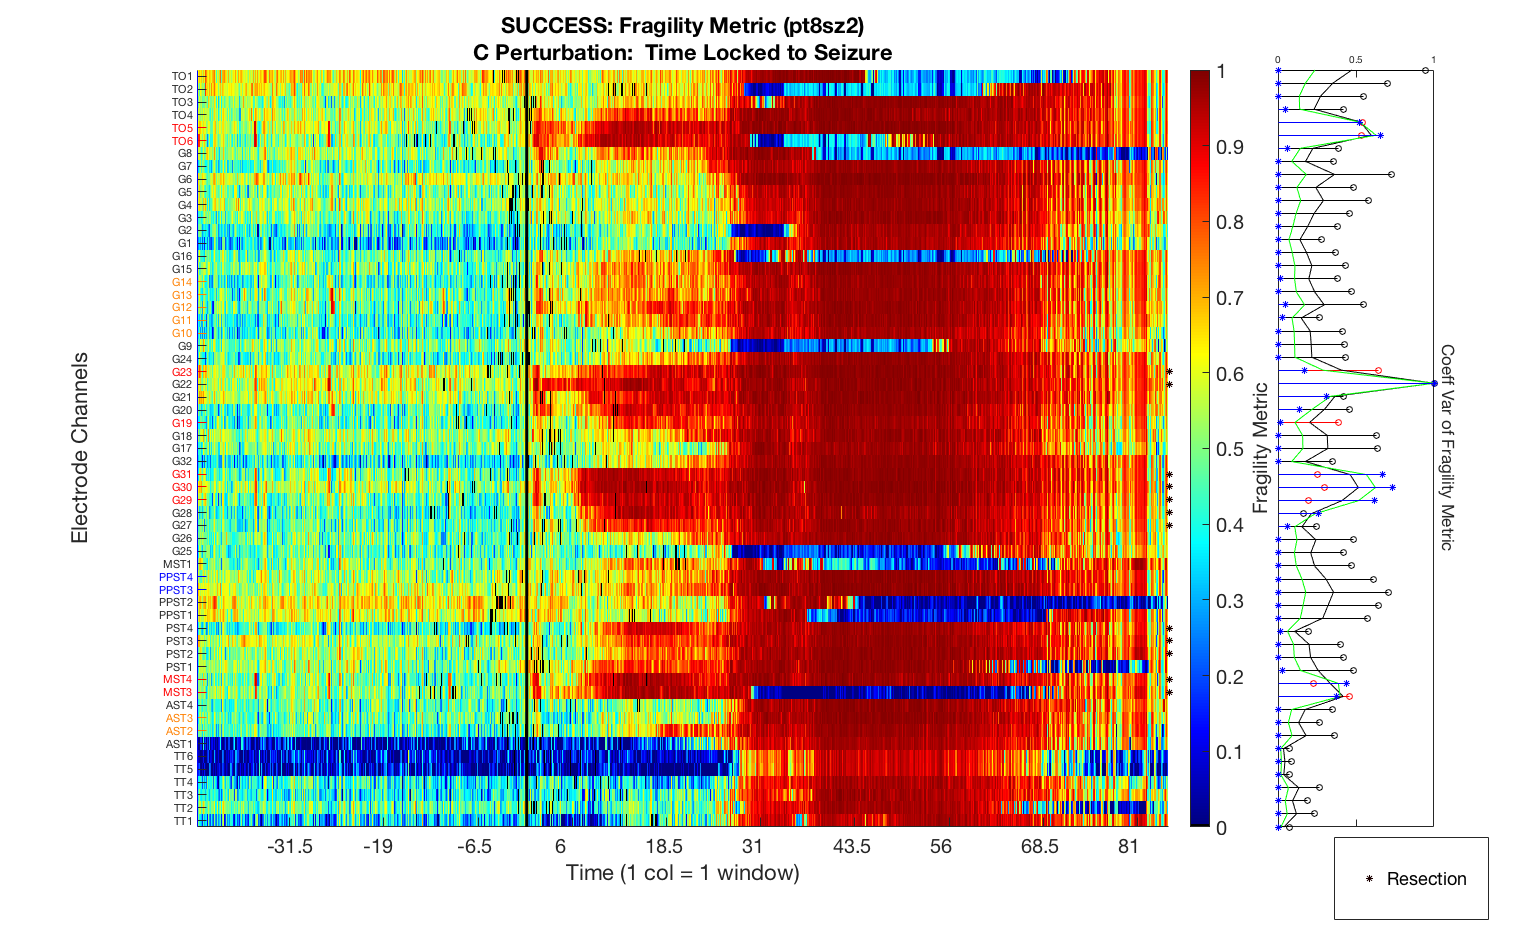 SUCCESS: Fragility Metric (pt8sz2)
C Perturbation: Time Locked to Seizure
Electrode Channels
TO1
TO2
TO3
TO4
TO5
TO6
G8
G7
G6
G5
G4
G3
G2
G1
G16
G15
G14
G13
G12
G11
G10
G9
G24
G23
G22
G21
G20
G19
G18
G17
G32
G31
G30
G29
G28
G27
G26
G25
MST1
PPST4
PPST3
PPST2
PPST1
PST4
PST3
PST2
PST1
MST4
MST3
AST4
AST3
AST2
AST1
TT6
TT5
TT4
TT3
TT2
TT1
-31.5 -19 -6.5 6 18.5 31 43.5 56 68.5 81
Time (1 col = 1 window)
1
0.9
0.8
0.7
0.6
0.5
0.4
0.3
0.2
0.1
0
Fragility Metric
0 0.5 1
Coeff Var of Fragility Metric
* Resection